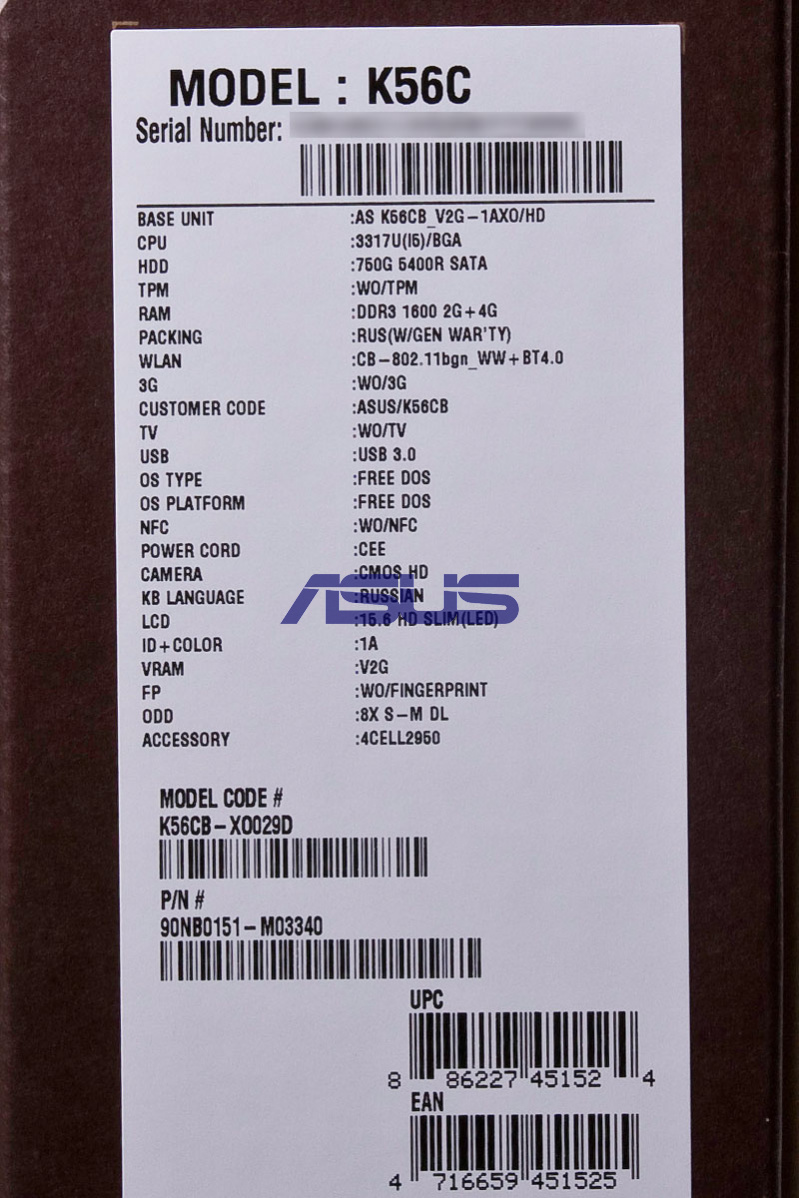 MODEL : K56C
Serial Number:
BASE UNIT :AS K56CB_V2G-1AXO/HD
CPU :3317U(I5)/BGA
HDD :750G 5400R SATA
TPM :WO/TPM
RAM :DDR3 1600 2G+4G
PACKING :RUS(W/GEN WAR'TY)
WLAN :CB-802.11bgn_WW+BT4.0
3G :WO/3G
CUSTOMER CODE :ASUS/K56CB
TV :WO/TV
USB :USB 3.0
OS TYPE :FREE DOS
OS PLATFORM :FREE DOS
NFC :WO/NFC
POWER CORD :CEE
CAMERA :CMOS HD
KB LANGUAGE :RUSSIAN
ASUS
LCD :15.6 HD SLIM(LED)
ID+COLOR :1A
VRAM :V2G
FP :WO/FINGERPRINT
ODD :8X S-M DL
ACCESSORY :4CELL2950
MODEL CODE #
K56CB-XO029D
P/N #
90NB0151-M03340
UPC
8 86227 45152 4
EAN
4 716659 451525